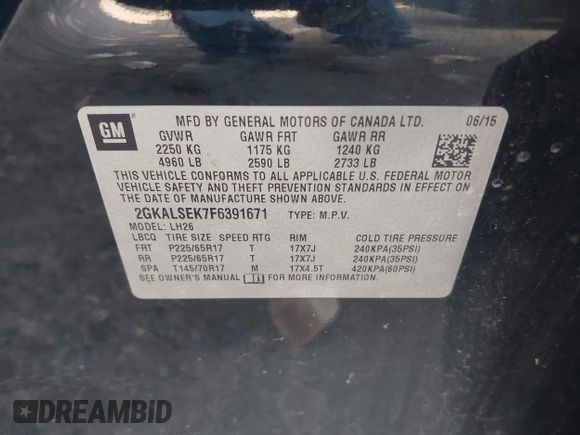 GM
MFD BY GENERAL MOTORS OF CANADA LTD. 06/15
GVWR GAWR FRT GAWR RR
2250 KG 1175 KG 1240 KG
4960 LB 2590 LB 2733 LB
THIS VEHICLE CONFORMS TO ALL APPLICABLE U.S. FEDERAL MOTOR
VEHICLE SAFETY AND THEFT PREVENTION STANDARDS IN EFFECT ON
THE DATE OF MANUFACTURE SHOWN ABOVE.
2GKALSEK7F6391671 TYPE: M.P.V.
MODEL: LH26
LBCQ TIRE SIZE SPEED RTG RIM COLD TIRE PRESSURE
FRT P225/65R17 T 17X7J 240KPA(35PSI)
RR P225/65R17 T 17X7J 240KPA(35PSI)
SPA T145/70R17 M 17X4.5T 420KPA(60PSI)
SEE OWNER'S MANUAL FOR MORE INFORMATION.
DREAMBID